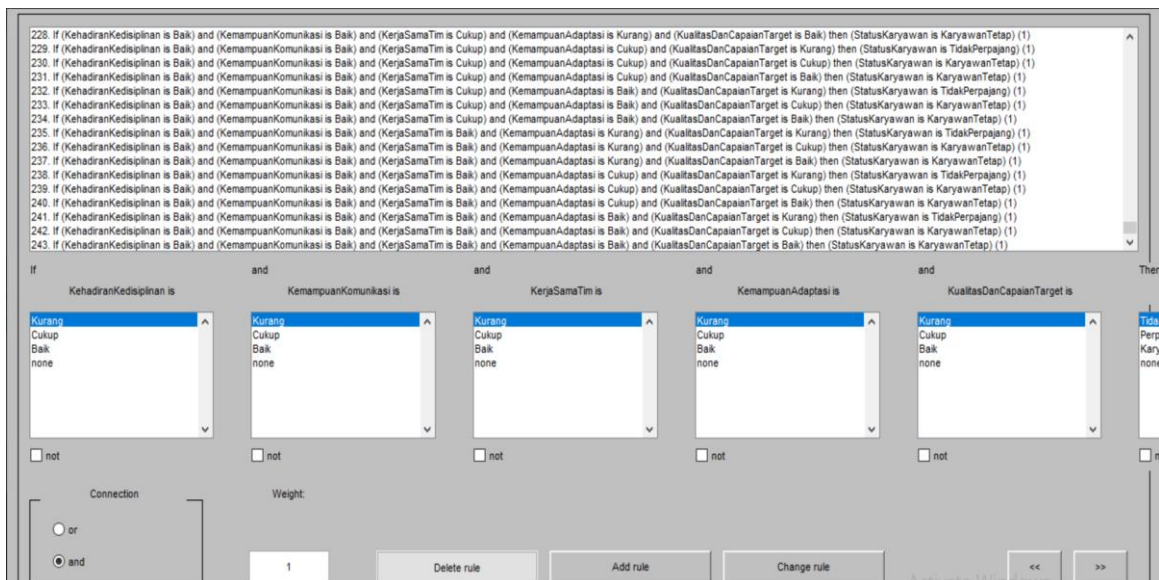 228. If (KehadiranKedisiplinan is Baik) and (KemampuanKomunikasi is Baik) and (KerjaSamaTim is Cukup) and (KemampuanAdaptasi is Kurang) and (KualitasDanCapaianTarget is Baik) then (StatusKaryawan is KaryawanTetap) (1)
229. If (KehadiranKedisiplinan is Baik) and (KemampuanKomunikasi is Baik) and (KerjaSamaTim is Cukup) and (KemampuanAdaptasi is Cukup) and (KualitasDanCapaianTarget is Kurang) then (StatusKaryawan is TidakPerpajang) (1)
230. If (KehadiranKedisiplinan is Baik) and (KemampuanKomunikasi is Baik) and (KerjaSamaTim is Cukup) and (KemampuanAdaptasi is Cukup) and (KualitasDanCapaianTarget is Cukup) then (StatusKaryawan is KaryawanTetap) (1)
231. If (KehadiranKedisiplinan is Baik) and (KemampuanKomunikasi is Baik) and (KerjaSamaTim is Cukup) and (KemampuanAdaptasi is Cukup) and (KualitasDanCapaianTarget is Baik) then (StatusKaryawan is KaryawanTetap) (1)
232. If (KehadiranKedisiplinan is Baik) and (KemampuanKomunikasi is Baik) and (KerjaSamaTim is Cukup) and (KemampuanAdaptasi is Baik) and (KualitasDanCapaianTarget is Kurang) then (StatusKaryawan is TidakPerpajang) (1)
233. If (KehadiranKedisiplinan is Baik) and (KemampuanKomunikasi is Baik) and (KerjaSamaTim is Cukup) and (KemampuanAdaptasi is Baik) and (KualitasDanCapaianTarget is Cukup) then (StatusKaryawan is KaryawanTetap) (1)
234. If (KehadiranKedisiplinan is Baik) and (KemampuanKomunikasi is Baik) and (KerjaSamaTim is Cukup) and (KemampuanAdaptasi is Baik) and (KualitasDanCapaianTarget is Baik) then (StatusKaryawan is KaryawanTetap) (1)
235. If (KehadiranKedisiplinan is Baik) and (KemampuanKomunikasi is Baik) and (KerjaSamaTim is Baik) and (KemampuanAdaptasi is Kurang) and (KualitasDanCapaianTarget is Kurang) then (StatusKaryawan is TidakPerpajang) (1)
236. If (KehadiranKedisiplinan is Baik) and (KemampuanKomunikasi is Baik) and (KerjaSamaTim is Baik) and (KemampuanAdaptasi is Kurang) and (KualitasDanCapaianTarget is Cukup) then (StatusKaryawan is KaryawanTetap) (1)
237. If (KehadiranKedisiplinan is Baik) and (KemampuanKomunikasi is Baik) and (KerjaSamaTim is Baik) and (KemampuanAdaptasi is Kurang) and (KualitasDanCapaianTarget is Baik) then (StatusKaryawan is KaryawanTetap) (1)
238. If (KehadiranKedisiplinan is Baik) and (KemampuanKomunikasi is Baik) and (KerjaSamaTim is Baik) and (KemampuanAdaptasi is Cukup) and (KualitasDanCapaianTarget is Kurang) then (StatusKaryawan is TidakPerpajang) (1)
239. If (KehadiranKedisiplinan is Baik) and (KemampuanKomunikasi is Baik) and (KerjaSamaTim is Baik) and (KemampuanAdaptasi is Cukup) and (KualitasDanCapaianTarget is Cukup) then (StatusKaryawan is KaryawanTetap) (1)
240. If (KehadiranKedisiplinan is Baik) and (KemampuanKomunikasi is Baik) and (KerjaSamaTim is Baik) and (KemampuanAdaptasi is Cukup) and (KualitasDanCapaianTarget is Baik) then (StatusKaryawan is KaryawanTetap) (1)
241. If (KehadiranKedisiplinan is Baik) and (KemampuanKomunikasi is Baik) and (KerjaSamaTim is Baik) and (KemampuanAdaptasi is Baik) and (KualitasDanCapaianTarget is Kurang) then (StatusKaryawan is TidakPerpajang) (1)
242. If (KehadiranKedisiplinan is Baik) and (KemampuanKomunikasi is Baik) and (KerjaSamaTim is Baik) and (KemampuanAdaptasi is Baik) and (KualitasDanCapaianTarget is Cukup) then (StatusKaryawan is KaryawanTetap) (1)
243. If (KehadiranKedisiplinan is Baik) and (KemampuanKomunikasi is Baik) and (KerjaSamaTim is Baik) and (KemampuanAdaptasi is Baik) and (KualitasDanCapaianTarget is Baik) then (StatusKaryawan is KaryawanTetap) (1)
If and and and and Then
KehadiranKedisiplinan is KemampuanKomunikasi is KerjaSamaTim is KemampuanAdaptasi is KualitasDanCapaianTarget is
Kurang Kurang Kurang Kurang Kurang Tida
Cukup Cukup Cukup Cukup Cukup Perp
Baik Baik Baik Baik Baik Kary
none none none none none none
not not not not not n
Connection Weight:
or
and 1 Delete rule Add rule Change rule << >>